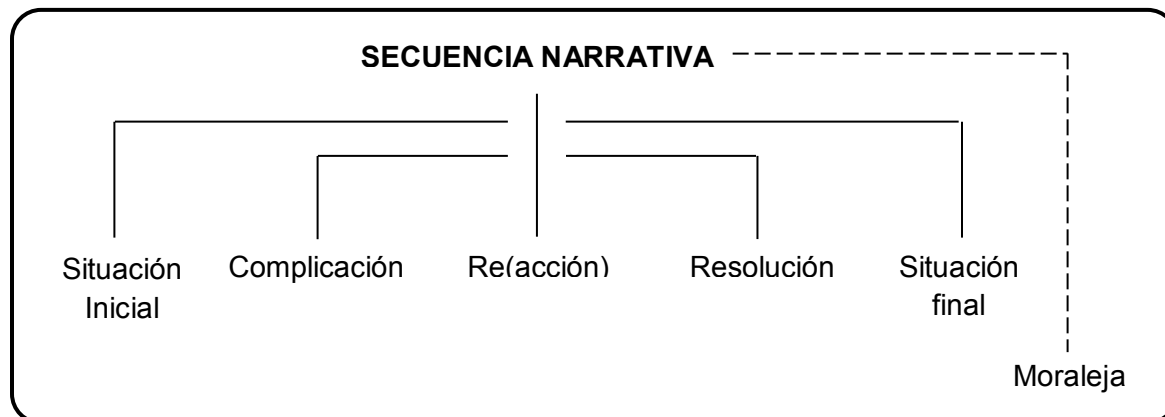 SECUENCIA NARRATIVA
Situación
Inicial
Complicación
Re(acción)
Resolución
Situación
final
Moraleja